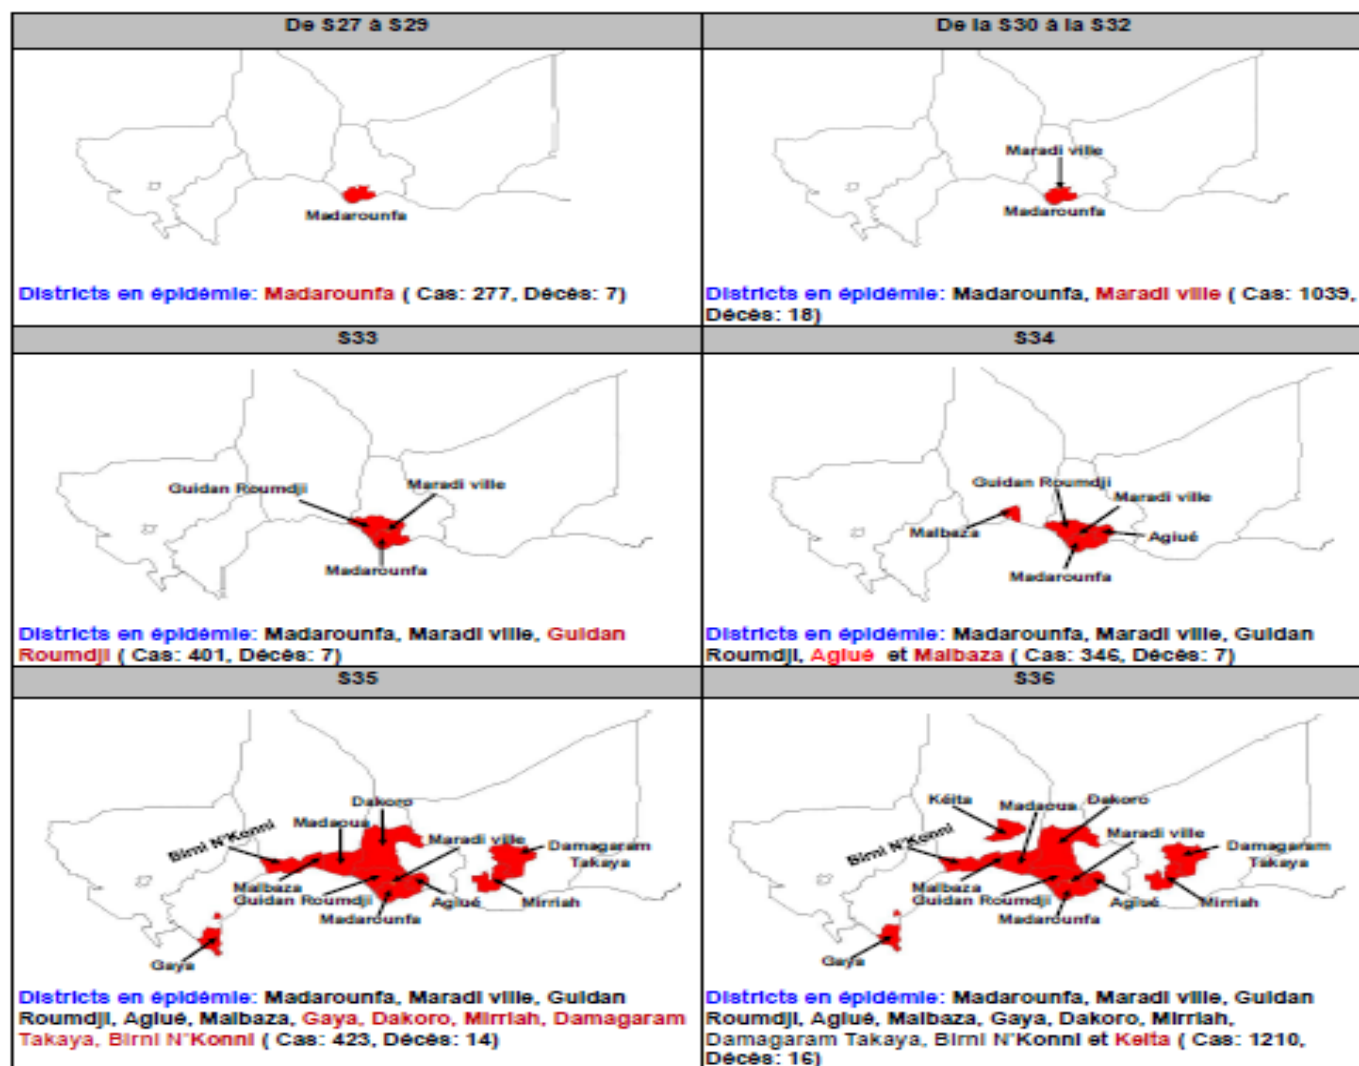 De S27 à S29
De la S30 à la S32
Madarounfa
Districts en épidémie: Madarounfa ( Cas: 277, Décès: 7)
Maradi ville
Madarounfa
Districts en épidémie: Madarounfa, Maradi ville ( Cas: 1039,
Décès: 18)
S33
S34
Guidan Roumdji
Maradi ville
Madarounfa
Districts en épidémie: Madarounfa, Maradi ville, Guidan
Roumdji ( Cas: 401, Décès: 7)
Guidan Roumdji
Maradi ville
Malbaza
Aguié
Madarounfa
Districts en épidémie: Madarounfa, Maradi ville, Guidan
Roumdji, Aguié et Malbaza ( Cas: 346, Décès: 7)
S35
S36
Dakoro
Madaoua
Birni N'Konni
Maradi ville
Damagaram
Takaya
Malbaza
Guidan Roumdji
Aguié
Mirriah
Madarounfa
Gaya
Districts en épidémie: Madarounfa, Maradi ville, Guidan
Roumdji, Aguié, Malbaza, Gaya, Dakoro, Mirriah, Damagaram
Takaya, Birni N'Konni ( Cas: 423, Décès: 14)
Kéita
Madaoua
Dakoro
Birni N'Konni
Maradi ville
Damagaram
Takaya
Malbaza
Guidan Roumdji
Aguié
Mirriah
Madarounfa
Gaya
Districts en épidémie: Madarounfa, Maradi ville, Guidan
Roumdji, Aguié, Malbaza, Gaya, Dakoro, Mirriah,
Damagaram Takaya, Birni N'Konni et Keita ( Cas: 1210,
Décès: 16)